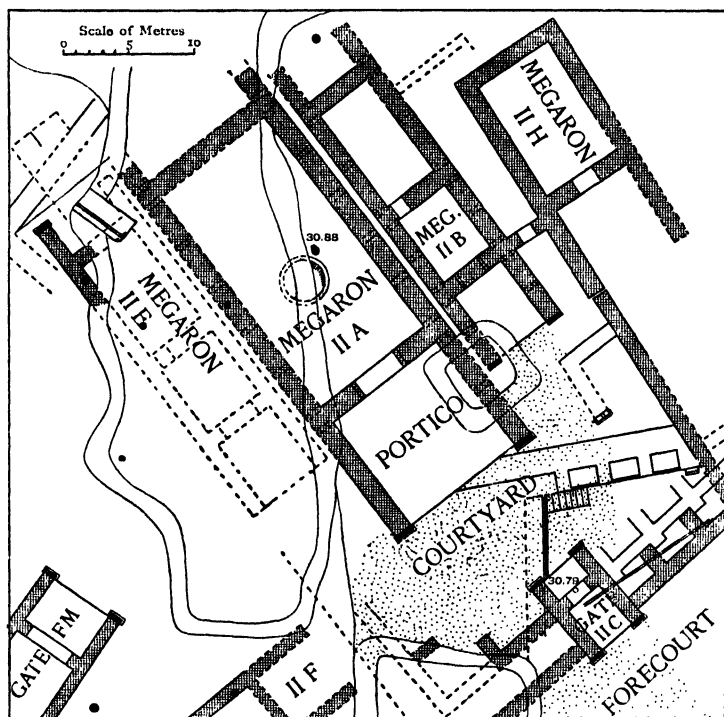 Scale of Metres
0 5 10
MEGARON
II H
MEG.
II B
30.88
MEGARON
II A
MEGARON
II E
PORTICO
COURTYARD
30.79
GATE
II C
FORECOURT
GATE FM
II F